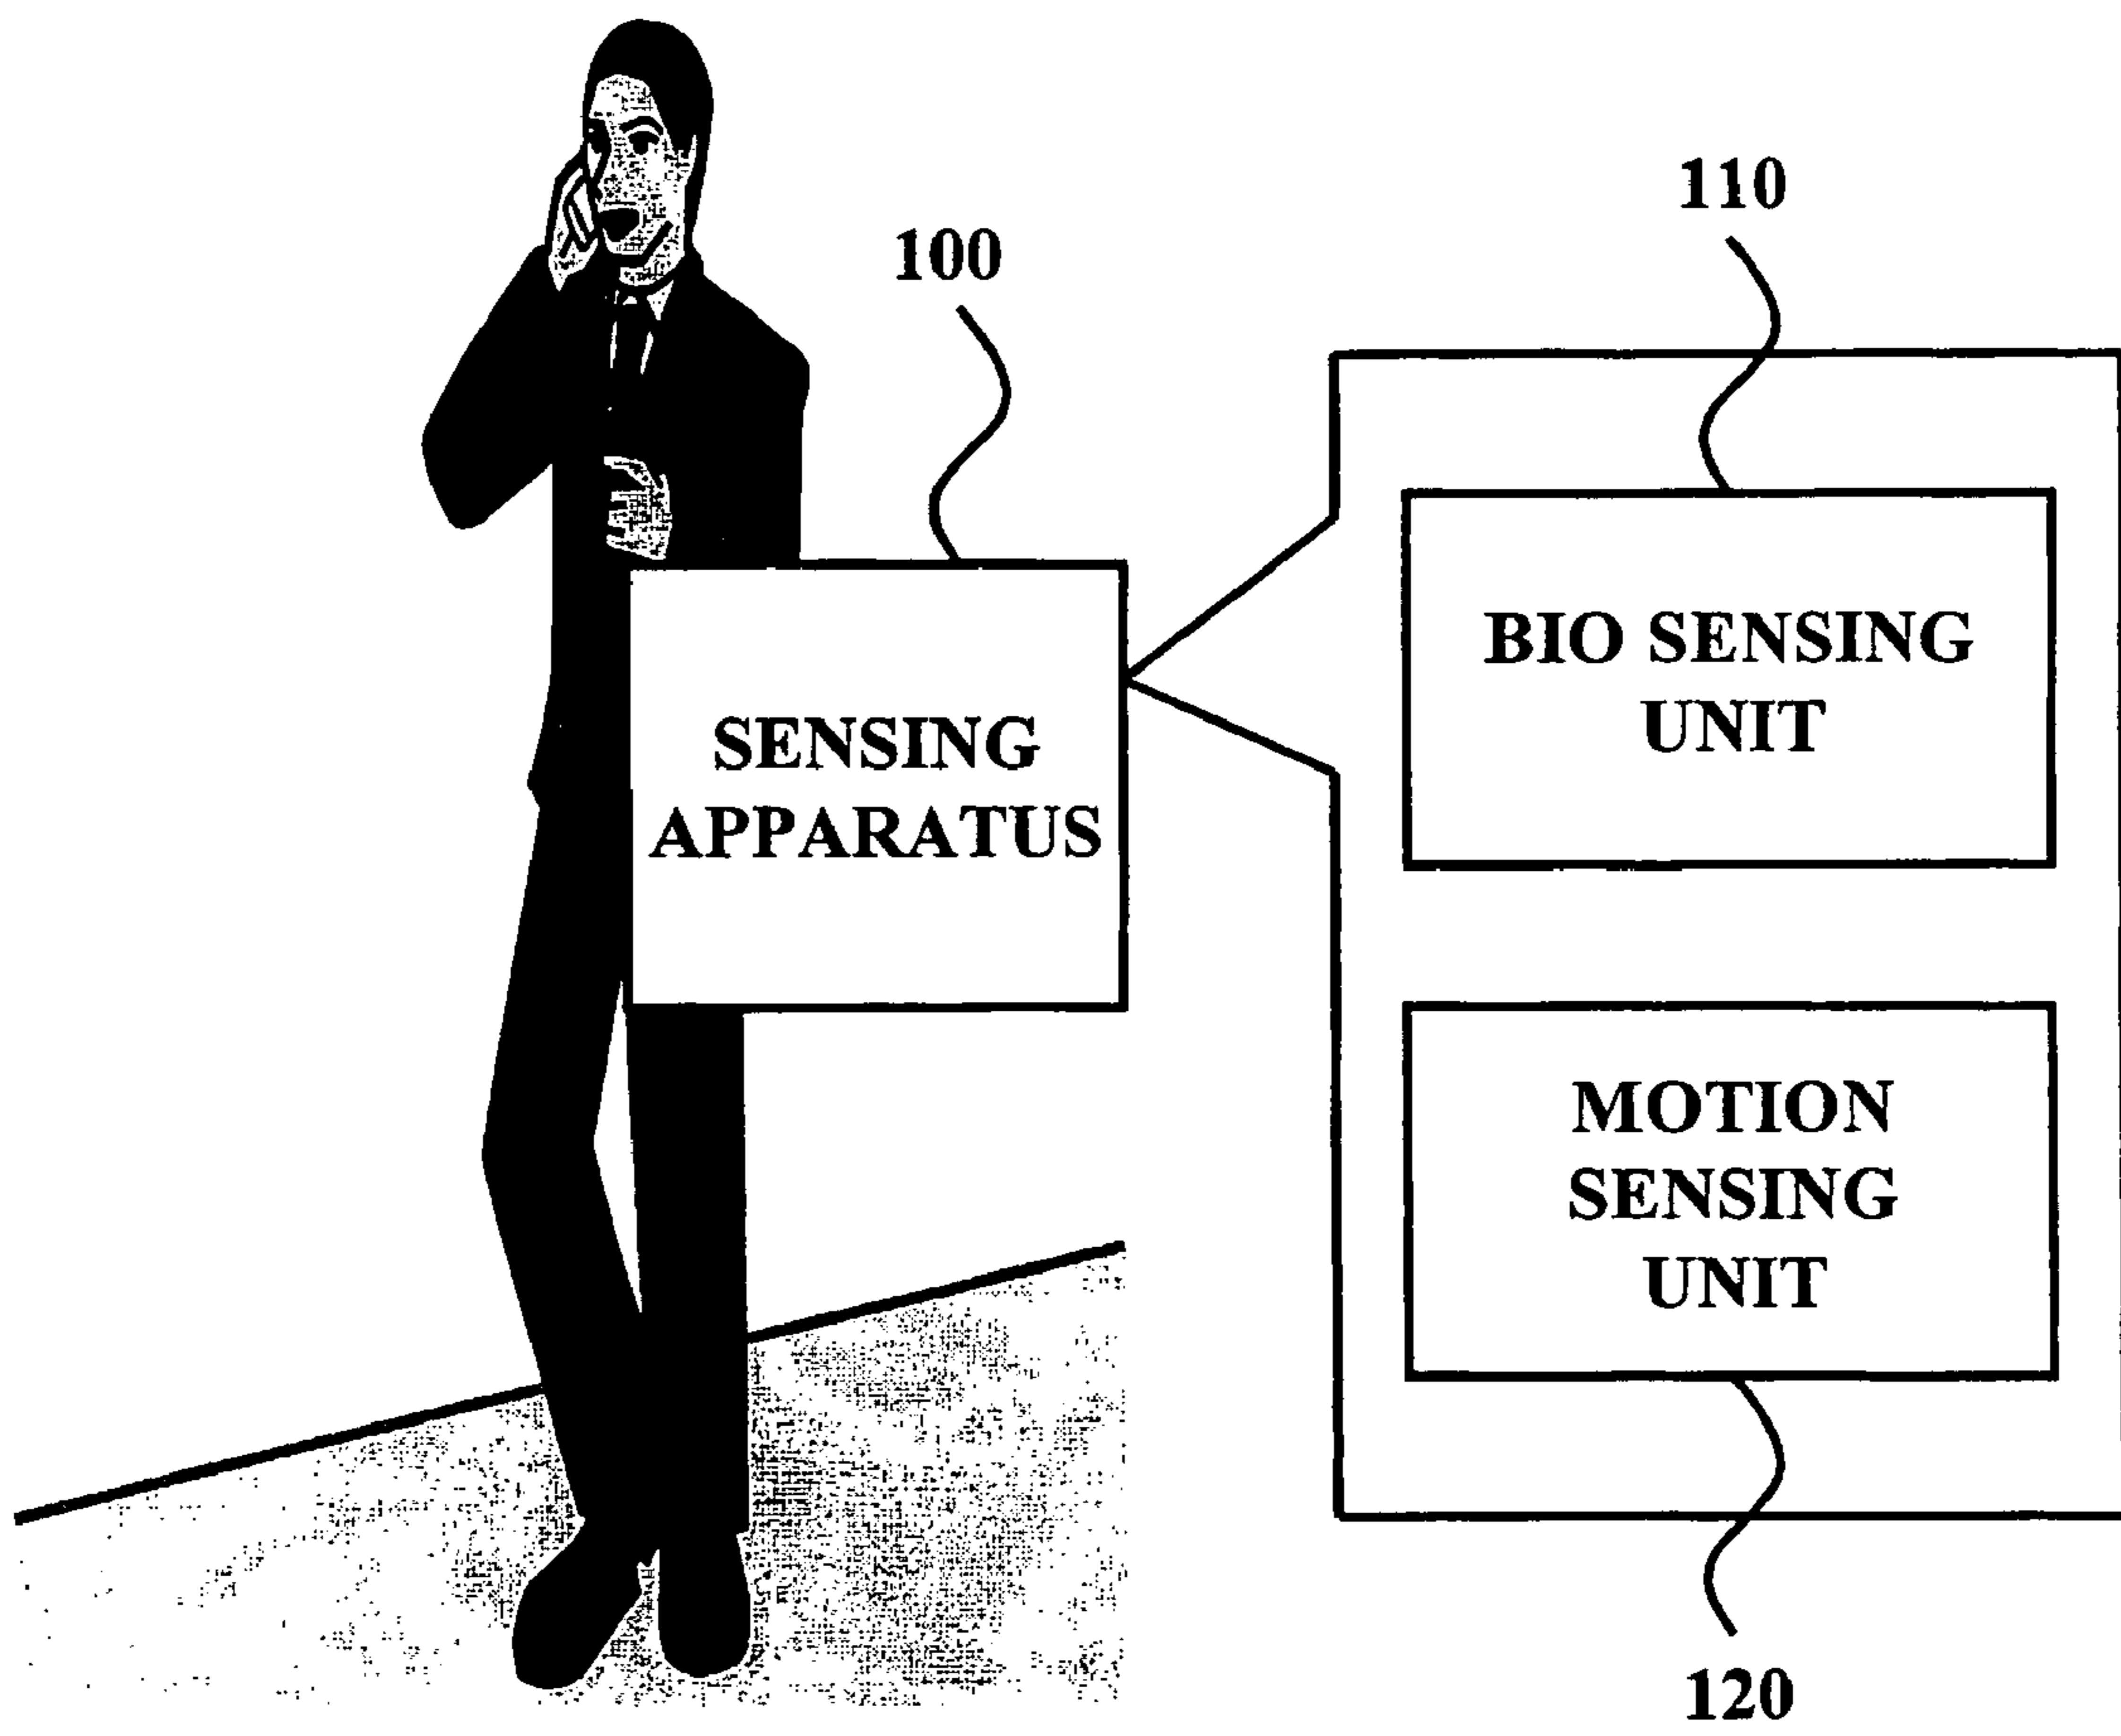 100
110
SENSING
APPARATUS
BIO SENSING
UNIT
MOTION
SENSING
UNIT
120